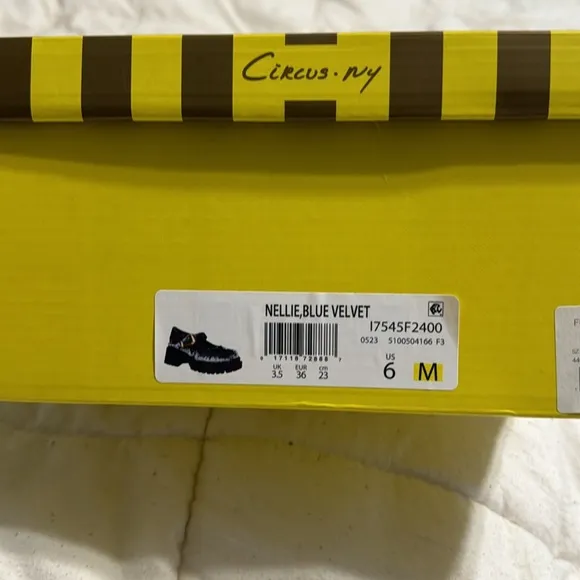 Circus·NY
NELLIE,BLUE VELVET
I7545F2400
0523 5100504166 F3
UK EUR cm
3.5 36 23
US
6 M